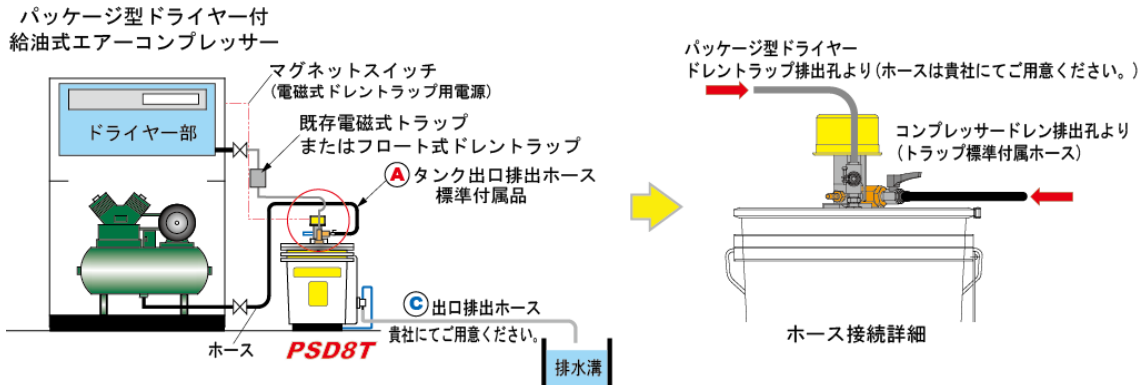 パッケージ型ドライヤー付
給油式エアーコンプレッサー
マグネットスイッチ
(電磁式ドレントラップ用電源)
ドライヤー部
既存電磁式トラップ
またはフロート式ドレントラップ
Ⓐタンク出口排出ホース
標準付属品
Ⓒ出口排出ホース
貴社にてご用意ください。
ホース
PSD8T
排水溝
パッケージ型ドライヤー
ドレントラップ排出孔より(ホースは貴社にてご用意ください。)
コンプレッサードレン排出孔より
(トラップ標準付属ホース)
ホース接続詳細